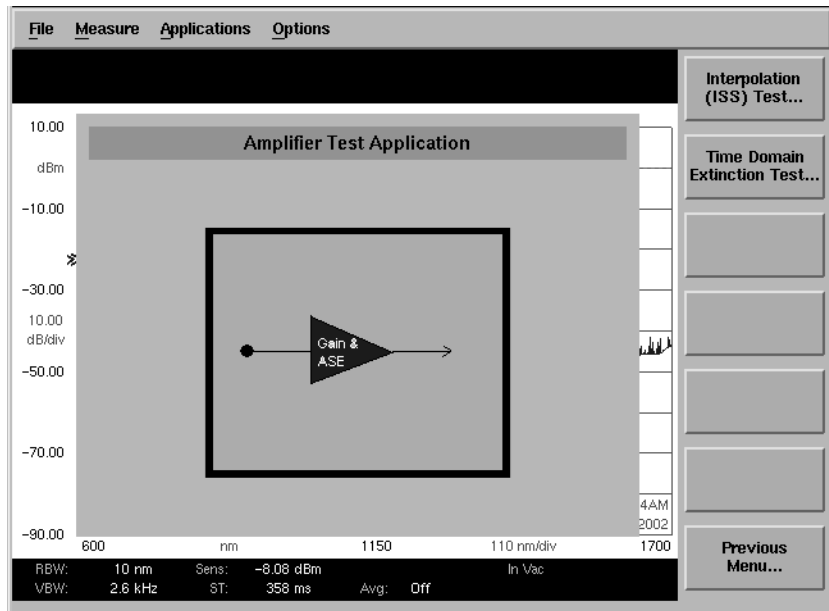 File Measure Applications Options
Interpolation
(ISS) Test...
Time Domain
Extinction Test...
Previous
Menu...
Amplifier Test Application
Gain &
ASE
10.00
dBm
-10.00
-30.00
10.00
dB/div
-50.00
-70.00
-90.00
4AM
2002
600 nm 1150 110 nm/div 1700
RBW: 10 nm Sens: -8.08 dBm In Vac
VBW: 2.6 kHz ST: 358 ms Avg: Off